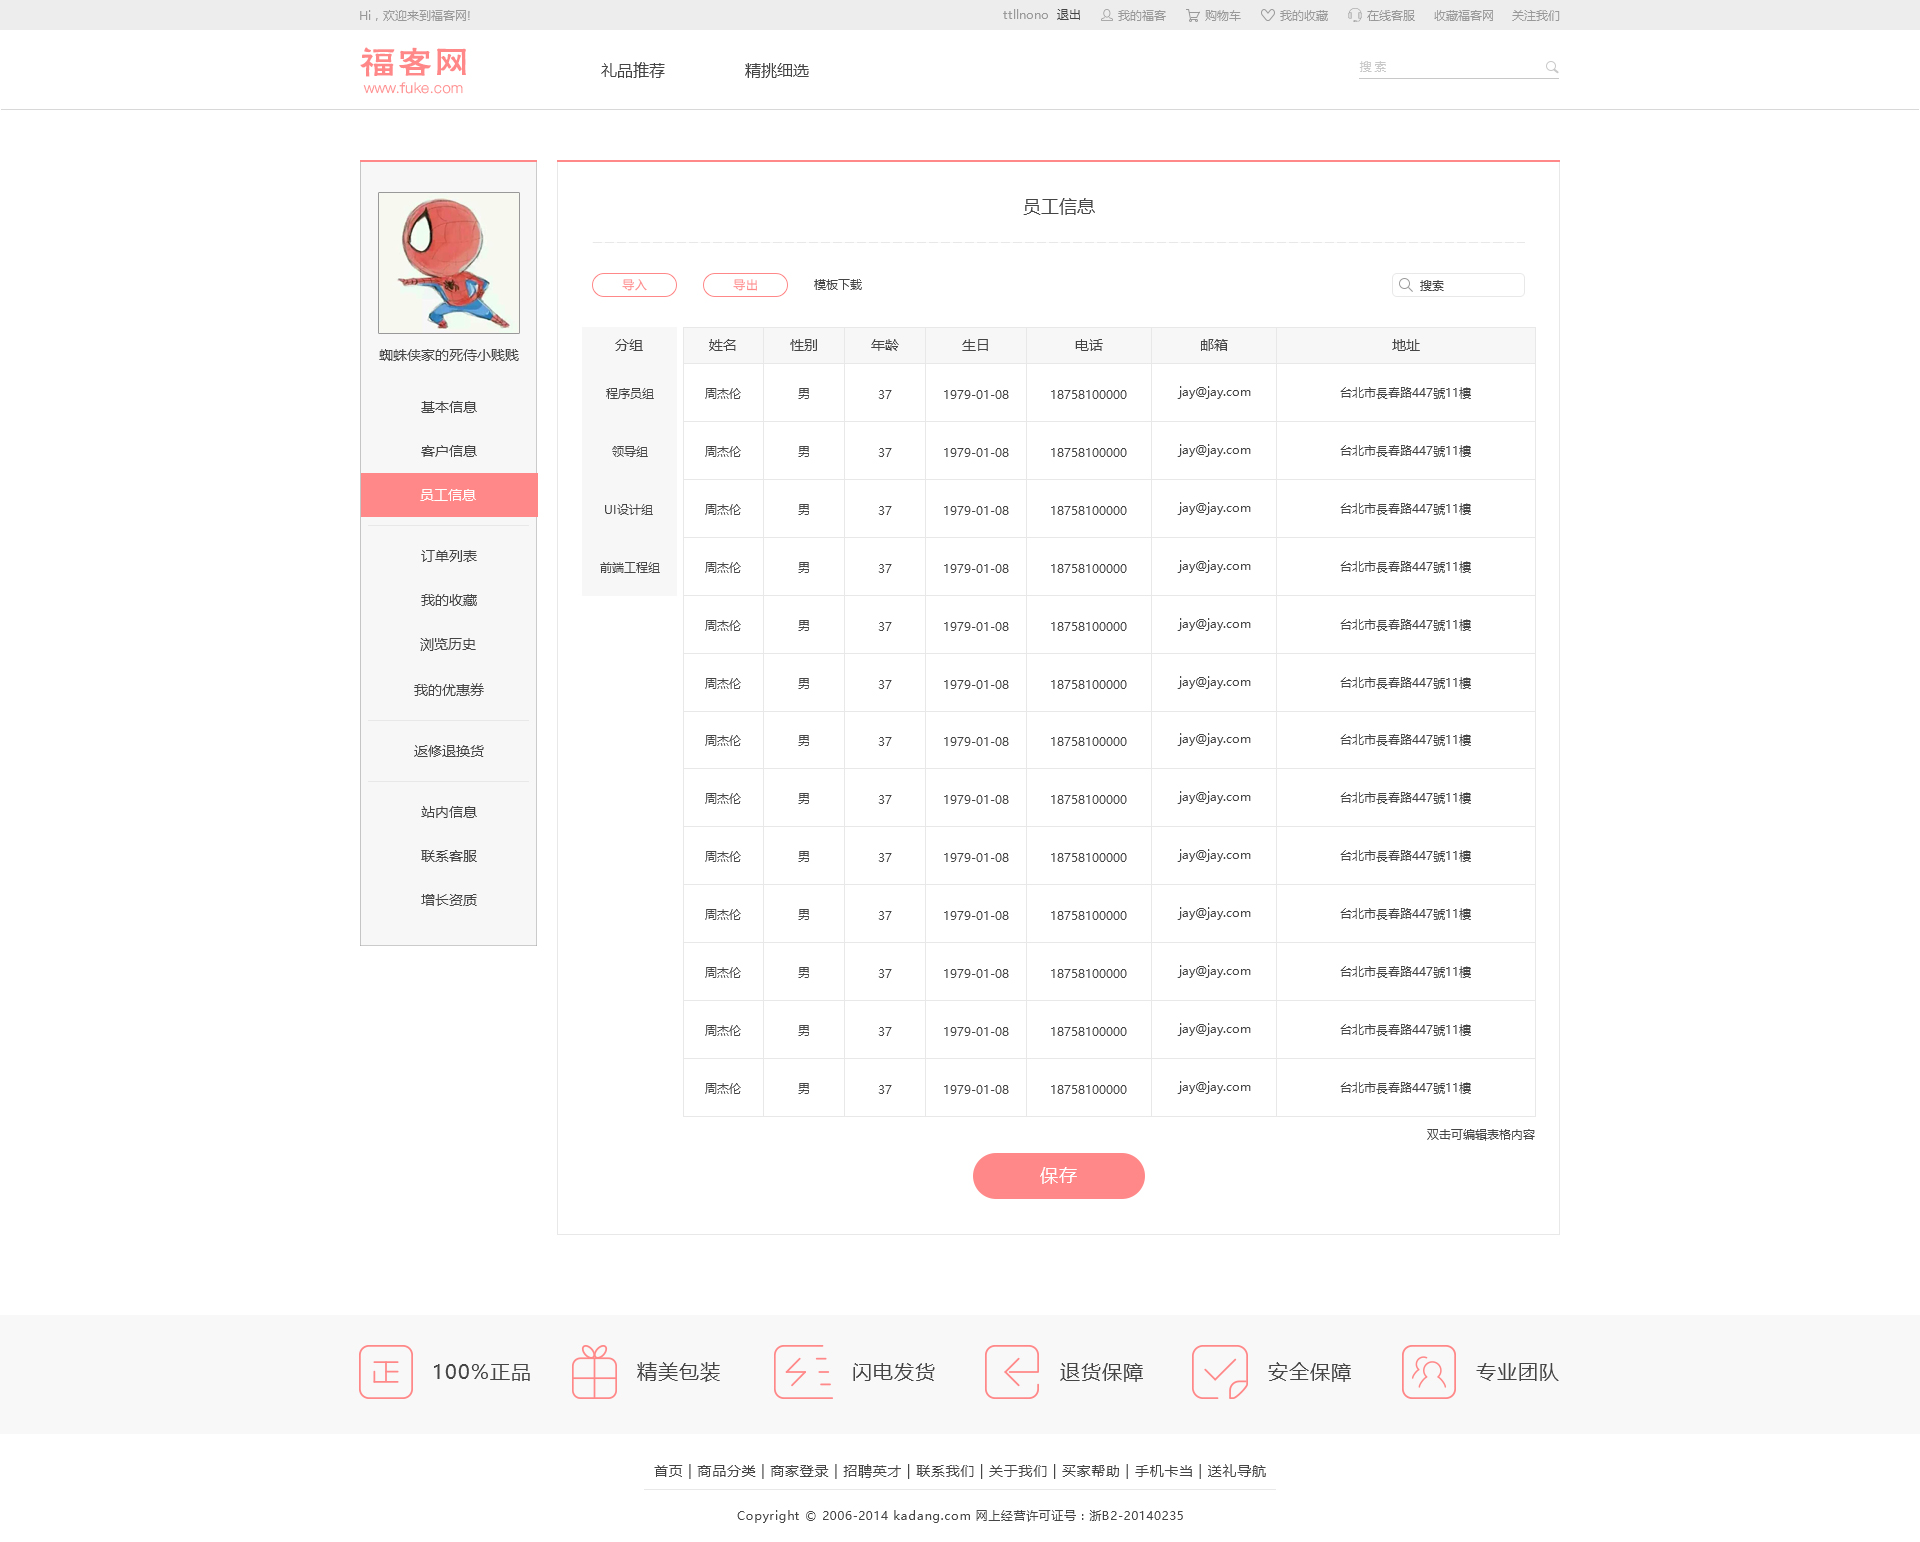 Hi，欢迎来到福客网!
ttllnono 退出 我的福客 购物车 我的收藏 在线客服 收藏福客网 关注我们
福客网
www.fuke.com
礼品推荐 精挑细选
搜索
蜘蛛侠家的死侍小贱贱
基本信息
客户信息
员工信息
订单列表
我的收藏
浏览历史
我的优惠券
返修退换货
站内信息
联系客服
增长资质
员工信息
导入 导出 模板下载 搜索
分组 姓名 性别 年龄 生日 电话 邮箱 地址
程序员组 周杰伦 男 37 1979-01-08 18758100000 jay@jay.com 台北市長春路447號11樓
领导组 周杰伦 男 37 1979-01-08 18758100000 jay@jay.com 台北市長春路447號11樓
UI设计组 周杰伦 男 37 1979-01-08 18758100000 jay@jay.com 台北市長春路447號11樓
前端工程组 周杰伦 男 37 1979-01-08 18758100000 jay@jay.com 台北市長春路447號11樓
周杰伦 男 37 1979-01-08 18758100000 jay@jay.com 台北市長春路447號11樓
周杰伦 男 37 1979-01-08 18758100000 jay@jay.com 台北市長春路447號11樓
周杰伦 男 37 1979-01-08 18758100000 jay@jay.com 台北市長春路447號11樓
周杰伦 男 37 1979-01-08 18758100000 jay@jay.com 台北市長春路447號11樓
周杰伦 男 37 1979-01-08 18758100000 jay@jay.com 台北市長春路447號11樓
周杰伦 男 37 1979-01-08 18758100000 jay@jay.com 台北市長春路447號11樓
周杰伦 男 37 1979-01-08 18758100000 jay@jay.com 台北市長春路447號11樓
周杰伦 男 37 1979-01-08 18758100000 jay@jay.com 台北市長春路447號11樓
周杰伦 男 37 1979-01-08 18758100000 jay@jay.com 台北市長春路447號11樓
双击可编辑表格内容
保存
正 100%正品 精美包装 闪电发货 退货保障 安全保障 专业团队
首页 | 商品分类 | 商家登录 | 招聘英才 | 联系我们 | 关于我们 | 买家帮助 | 手机卡当 | 送礼导航
Copyright © 2006-2014 kadang.com 网上经营许可证号：浙B2-20140235